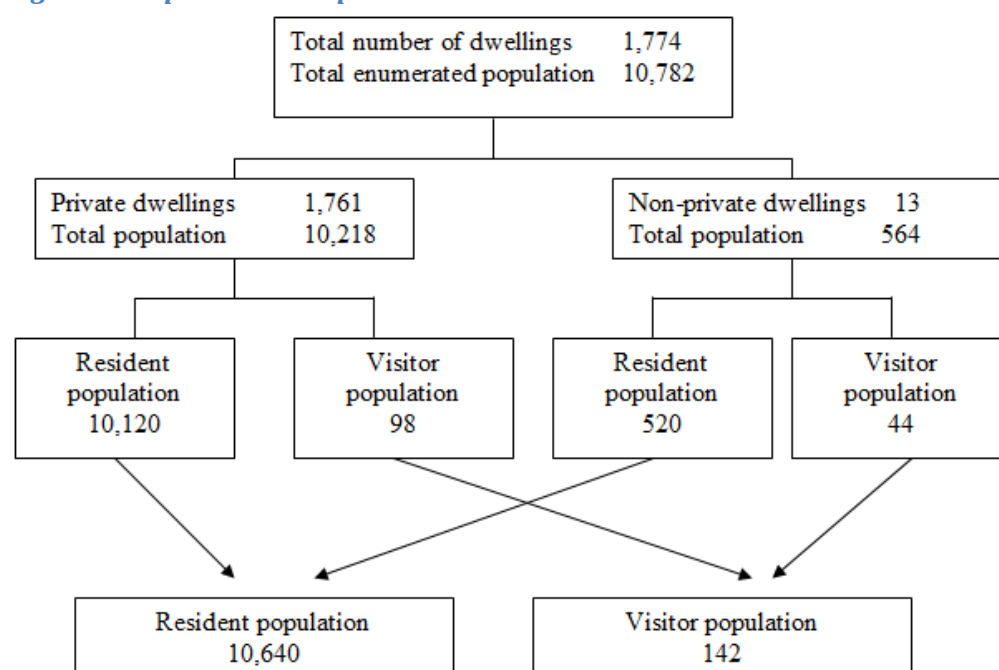 Total number of dwellings 1,774
Total enumerated population 10,782
Private dwellings 1,761
Total population 10,218
Non-private dwellings 13
Total population 564
Resident
population
10,120
Visitor
population
98
Resident
population
520
Visitor
population
44
Resident population
10,640
Visitor population
142